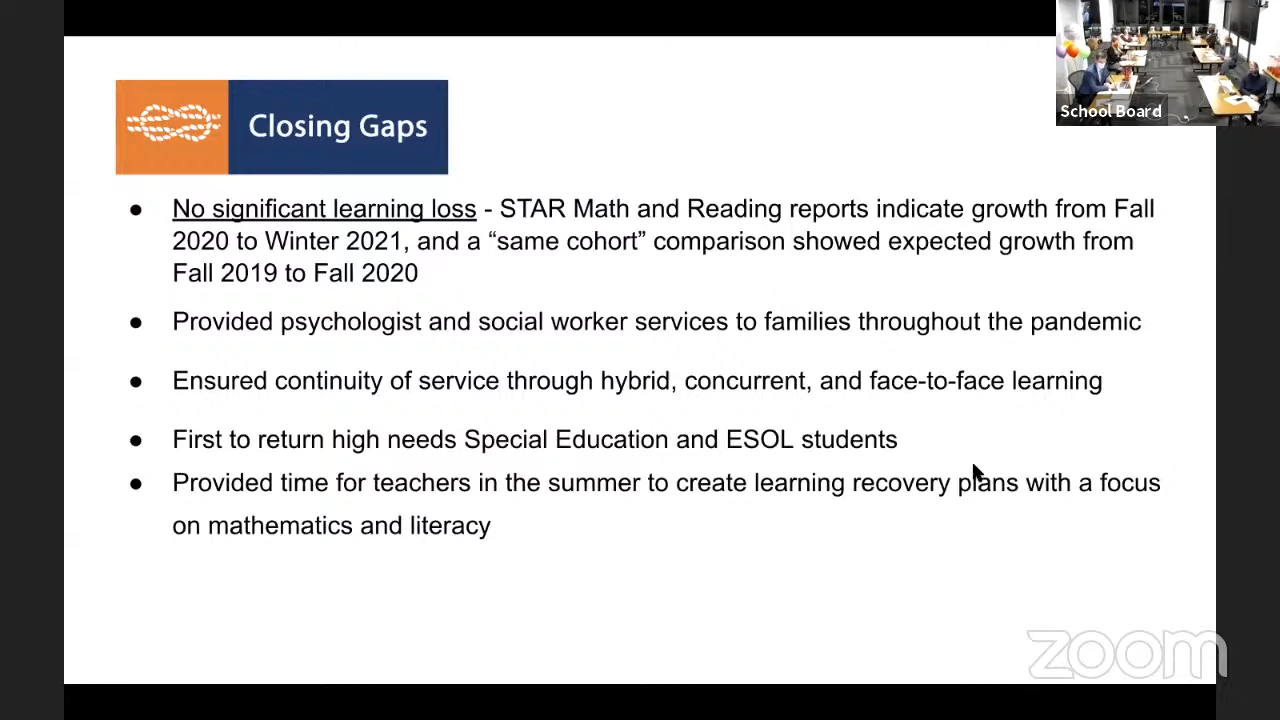 School Board
Closing Gaps
● No significant learning loss - STAR Math and Reading reports indicate growth from Fall
2020 to Winter 2021, and a “same cohort” comparison showed expected growth from
Fall 2019 to Fall 2020
● Provided psychologist and social worker services to families throughout the pandemic
● Ensured continuity of service through hybrid, concurrent, and face-to-face learning
● First to return high needs Special Education and ESOL students
● Provided time for teachers in the summer to create learning recovery plans with a focus
on mathematics and literacy
zoom